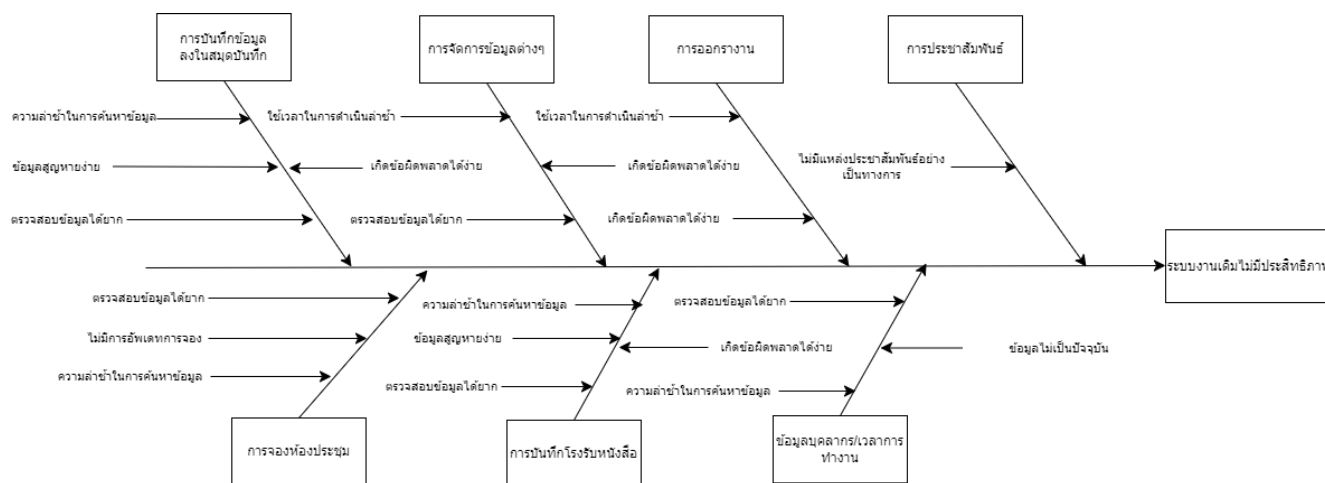 การบันทึกข้อมูล
ลงในสมุดบันทึก
การจัดการข้อมูลต่างๆ
การออกรางาน
การประชาสัมพันธ์
ความล่าช้าในการค้นหาข้อมูล
ใช้เวลาในการดำเนินล่าช้า
ใช้เวลาในการดำเนินล่าช้า
ข้อมูลสูญหายง่าย
เกิดข้อผิดพลาดได้ง่าย
เกิดข้อผิดพลาดได้ง่าย
ไม่มีแหล่งประชาสัมพันธ์อย่าง
เป็นทางการ
ตรวจสอบข้อมูลได้ยาก
ตรวจสอบข้อมูลได้ยาก
เกิดข้อผิดพลาดได้ง่าย
ระบบงานเดิมไม่มีประสิทธิภาพ
ตรวจสอบข้อมูลได้ยาก
ความล่าช้าในการค้นหาข้อมูล
ตรวจสอบข้อมูลได้ยาก
ไม่มีการอัพเดทการจอง
ข้อมูลสูญหายง่าย
เกิดข้อผิดพลาดได้ง่าย
ข้อมูลไม่เป็นปัจจุบัน
ความล่าช้าในการค้นหาข้อมูล
ตรวจสอบข้อมูลได้ยาก
ความล่าช้าในการค้นหาข้อมูล
การจองห้องประชุม
การบันทึกโรงรับหนังสือ
ข้อมูลบุคลากร/เวลาการ
ทำงาน